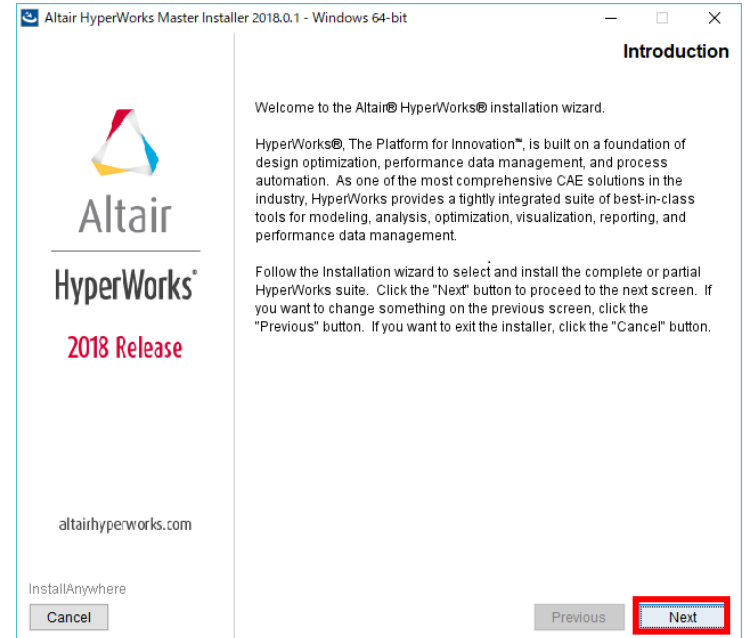 Altair HyperWorks Master Installer 2018.0.1 - Windows 64-bit
Introduction
Altair
HyperWorks®
2018 Release
altairhyperworks.com
Welcome to the Altair® HyperWorks® installation wizard.
HyperWorks®, The Platform for Innovation™, is built on a foundation of
design optimization, performance data management, and process
automation. As one of the most comprehensive CAE solutions in the
industry, HyperWorks provides a tightly integrated suite of best-in-class
tools for modeling, analysis, optimization, visualization, reporting, and
performance data management.
Follow the Installation wizard to select and install the complete or partial
HyperWorks suite. Click the "Next" button to proceed to the next screen. If
you want to change something on the previous screen, click the
"Previous" button. If you want to exit the installer, click the "Cancel" button.
InstallAnywhere
Cancel
Previous
Next